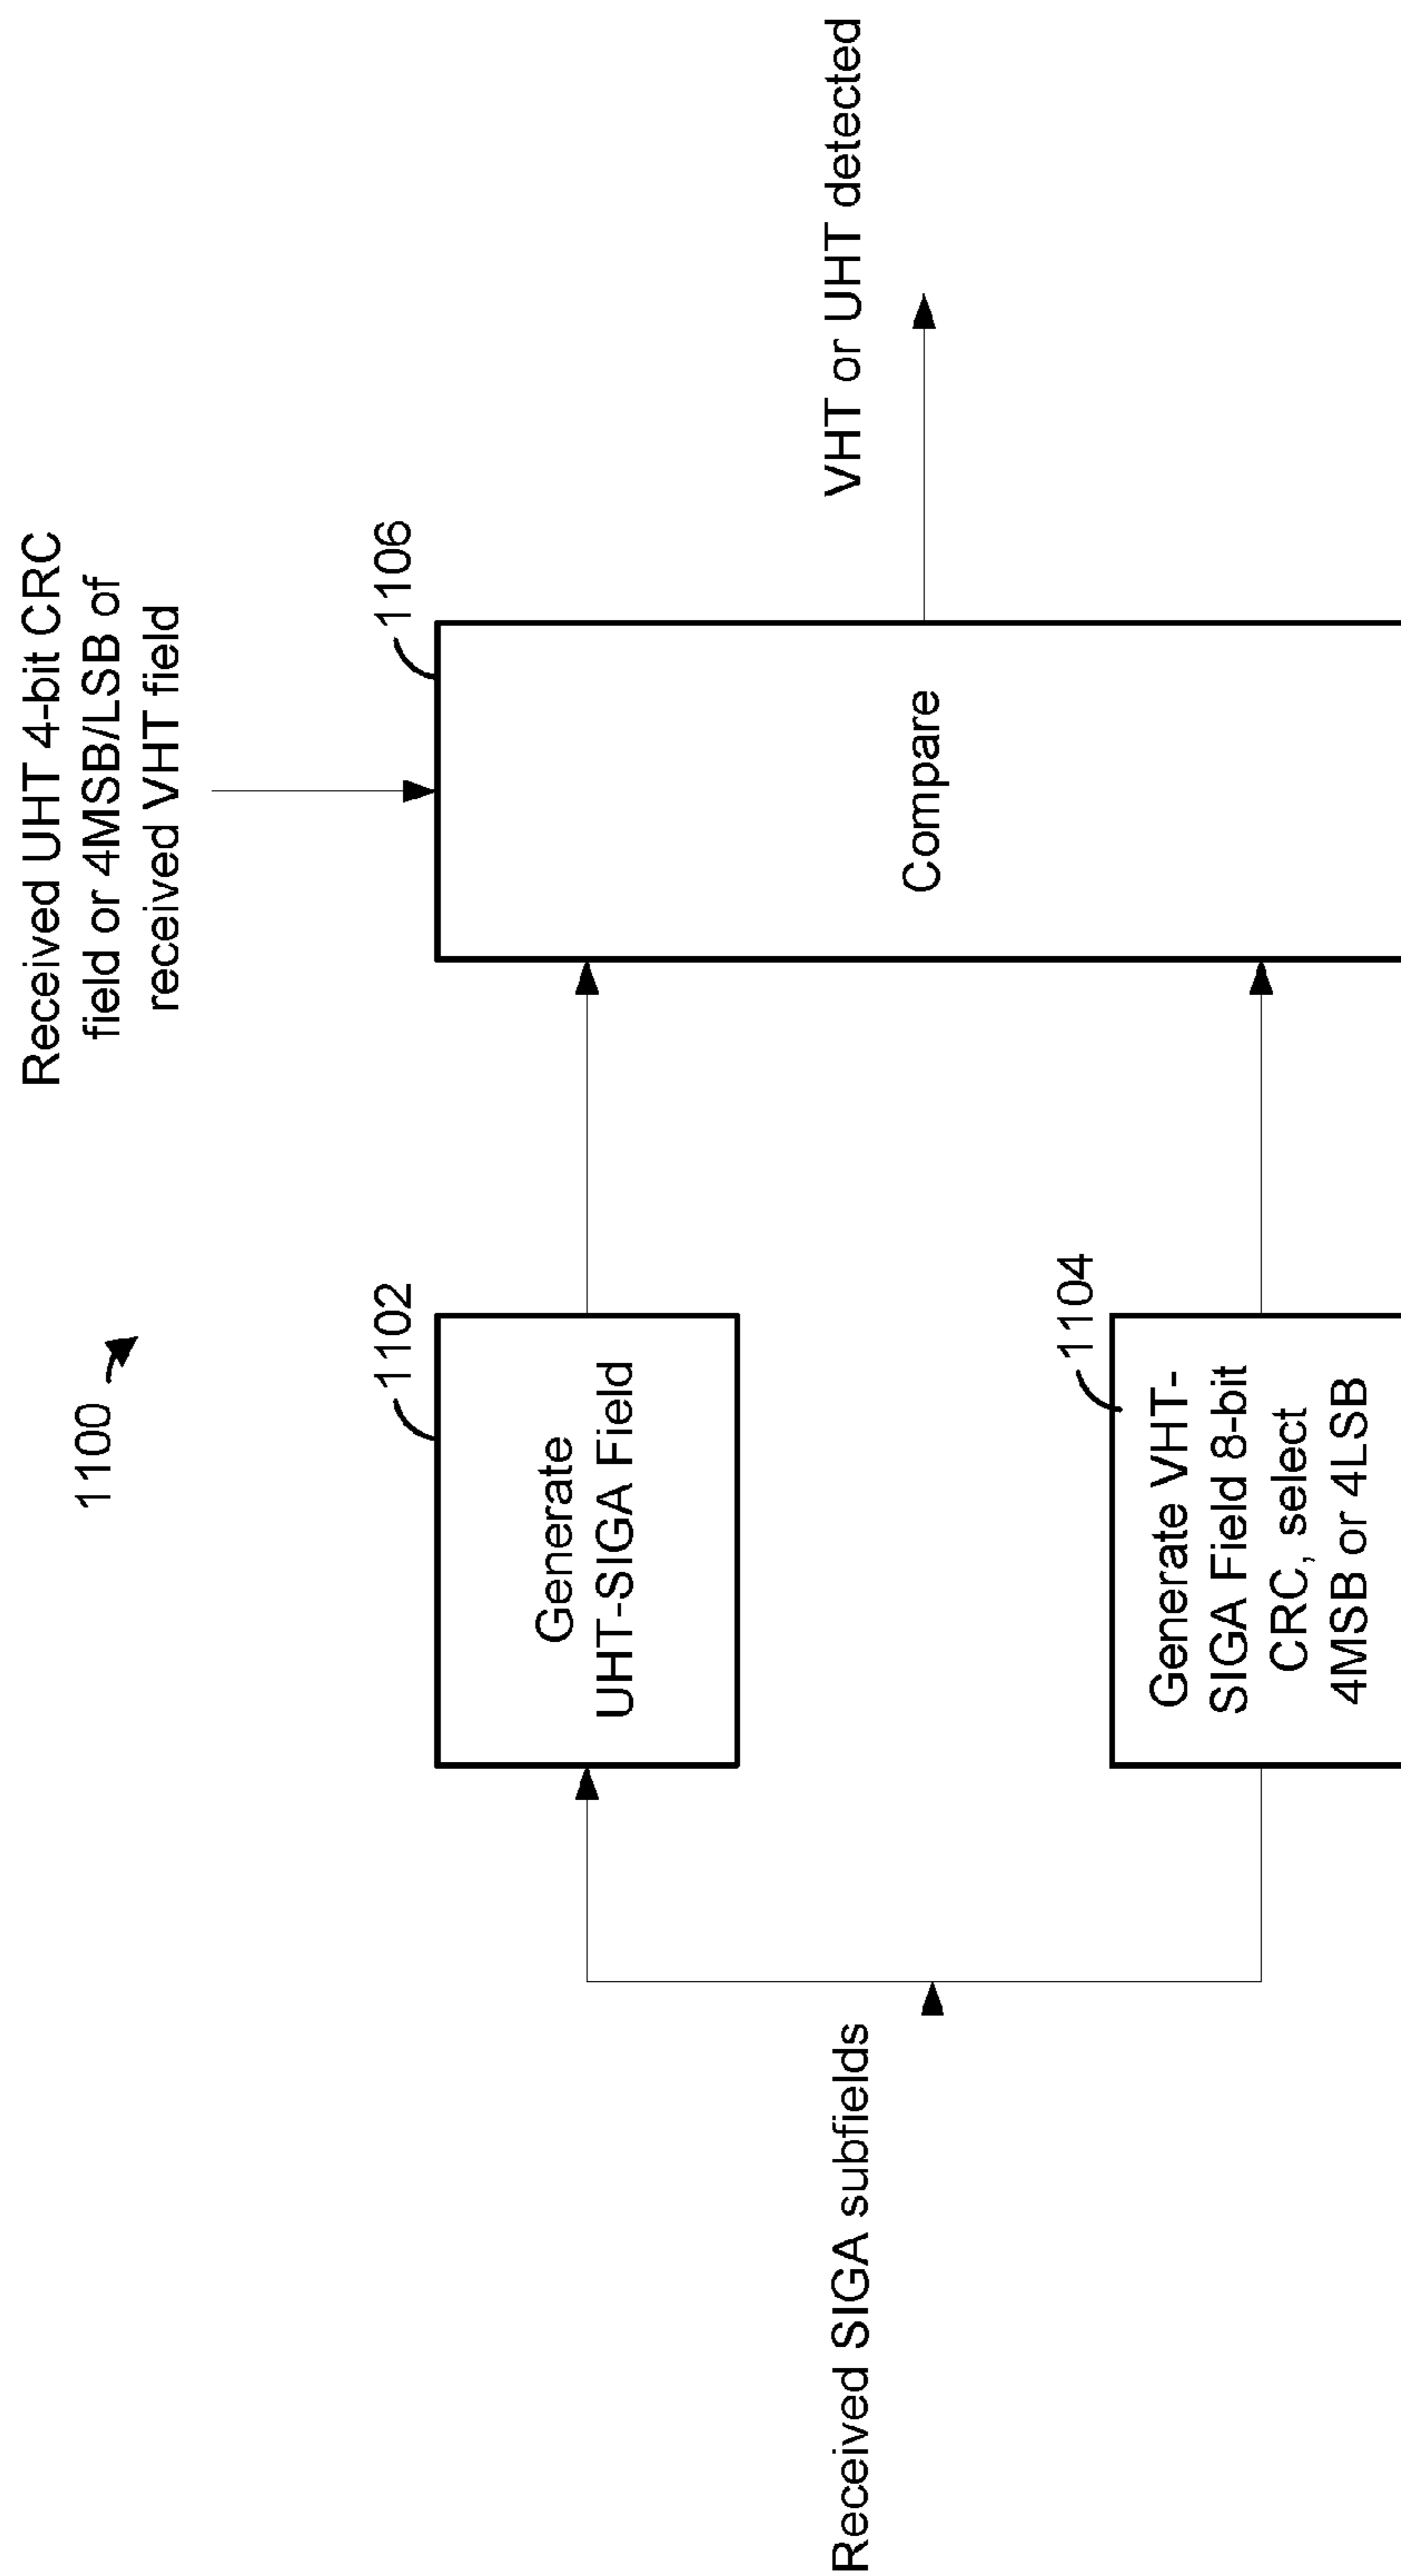 1100
Received UHT 4-bit CRC
field or 4MSB/LSB of
received VHT field
1102
Generate
UHT-SIGA Field
1106
Compare
Received SIGA subfields
VHT or UHT detected
1104
Generate VHT-
SIGA Field 8-bit
CRC, select
4MSB or 4LSB